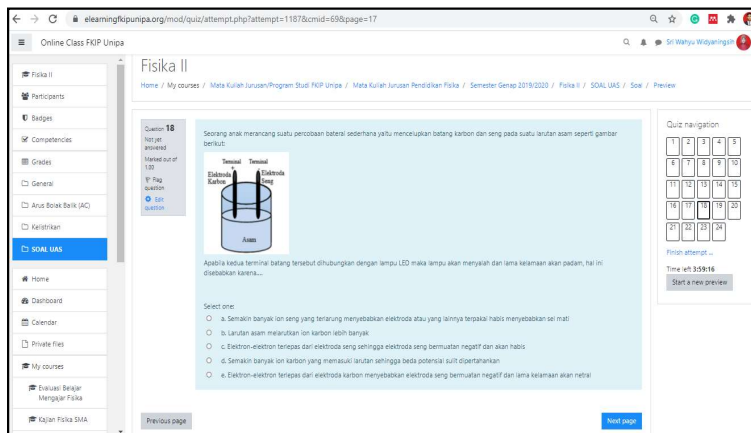 elearningfkipunipa.org/mod/quiz/attempt.php?attempt=1187&cmid=69&page=17
Online Class FKIP Unipa
Sri Wahyu Widyaningsih
Fisika II
Participants
Badges
Competencies
Grades
General
Arus Bolak Balik (AC)
Kelistrikan
SOAL UAS
Home
Dashboard
Calendar
Private files
My courses
Evaluasi Belajar
Mengajar Fisika
Kajian Fisika SMA
Fisika II
Home / My courses / Mata Kuliah Jurusan/Program Studi FKIP Unipa / Mata Kuliah Jurusan Pendidikan Fisika / Semester Genap 2019/2020 / Fisika II / SOAL UAS / Soal / Preview
Question 18
Not yet
answered
Marked out of
1.00
Flag
question
Edit
question
Seorang anak merancang suatu percobaan baterai sederhana yaitu mencelupkan batang karbon dan seng pada suatu larutan asam seperti gambar
berikut:
Terminal Terminal
+ -
Elektroda Elektroda
Karbon Seng
Asam
Apabila kedua terminal batang tersebut dihubungkan dengan lampu LED maka lampu akan menyalah dan lama kelamaan akan padam, hal ini
disebabkan karena....
Select one:
a. Semakin banyak ion seng yang terlarung menyebabkan elektroda atau yang lainnya terpakai habis menyebabkan sel mati
b. Larutan asam melarutkan ion karbon lebih banyak
c. Elektron-elektron terlepas dari elektroda seng sehingga elektroda seng bermuatan negatif dan akan habis
d. Semakin banyak ion karbon yang memasuki larutan sehingga beda potensial sulit dipertahankan
e. Elektron-elektron terlepas dari elektroda karbon menyebabkan elektroda seng bermuatan negatif dan lama kelamaan akan netral
Previous page
Next page
Quiz navigation
1 2 3 4 5
6 7 8 9 10
11 12 13 14 15
16 17 18 19 20
21 22 23 24
Finish attempt ...
Time left 3:59:16
Start a new preview